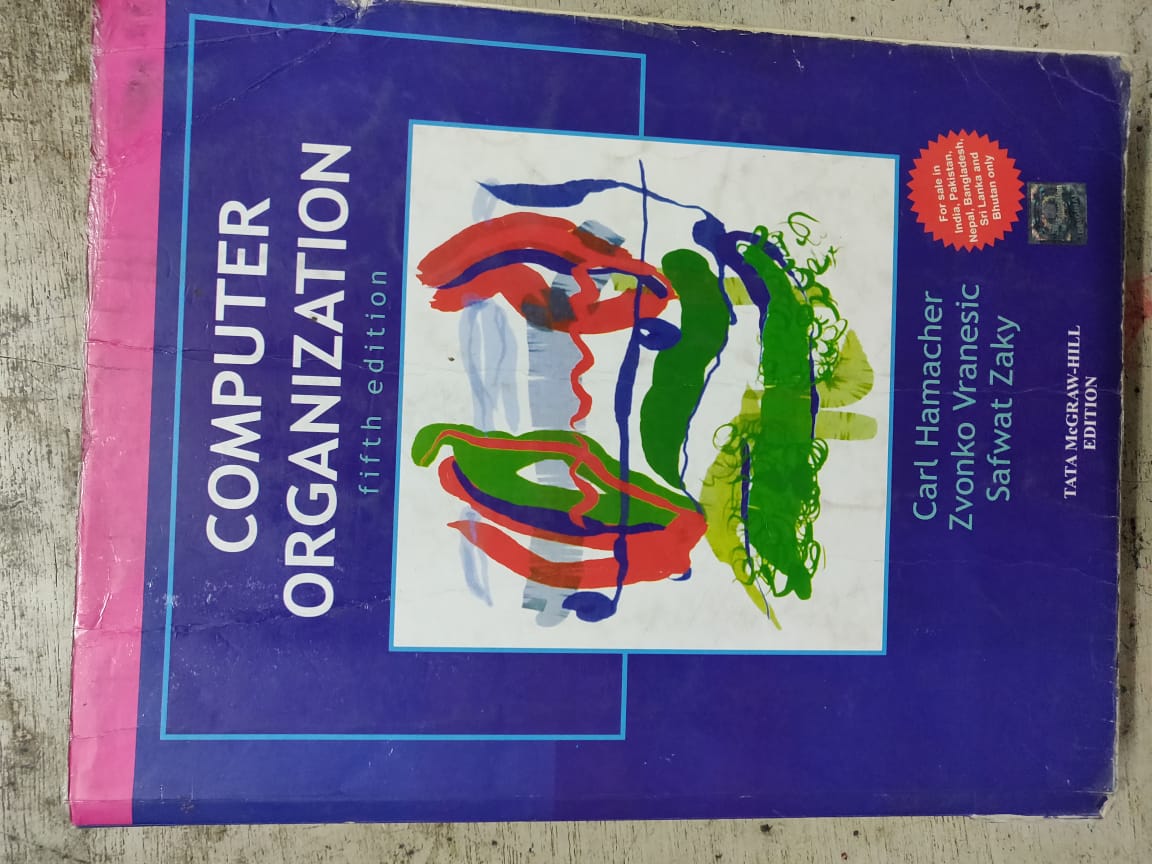 COMPUTER
ORGANIZATION
fifth edition
For sale in
India, Pakistan,
Nepal, Bangladesh,
Sri Lanka and
Bhutan only
Carl Hamacher
Zvonko Vranesic
Safwat Zaky
TATA McGRAW-HILL
EDITION